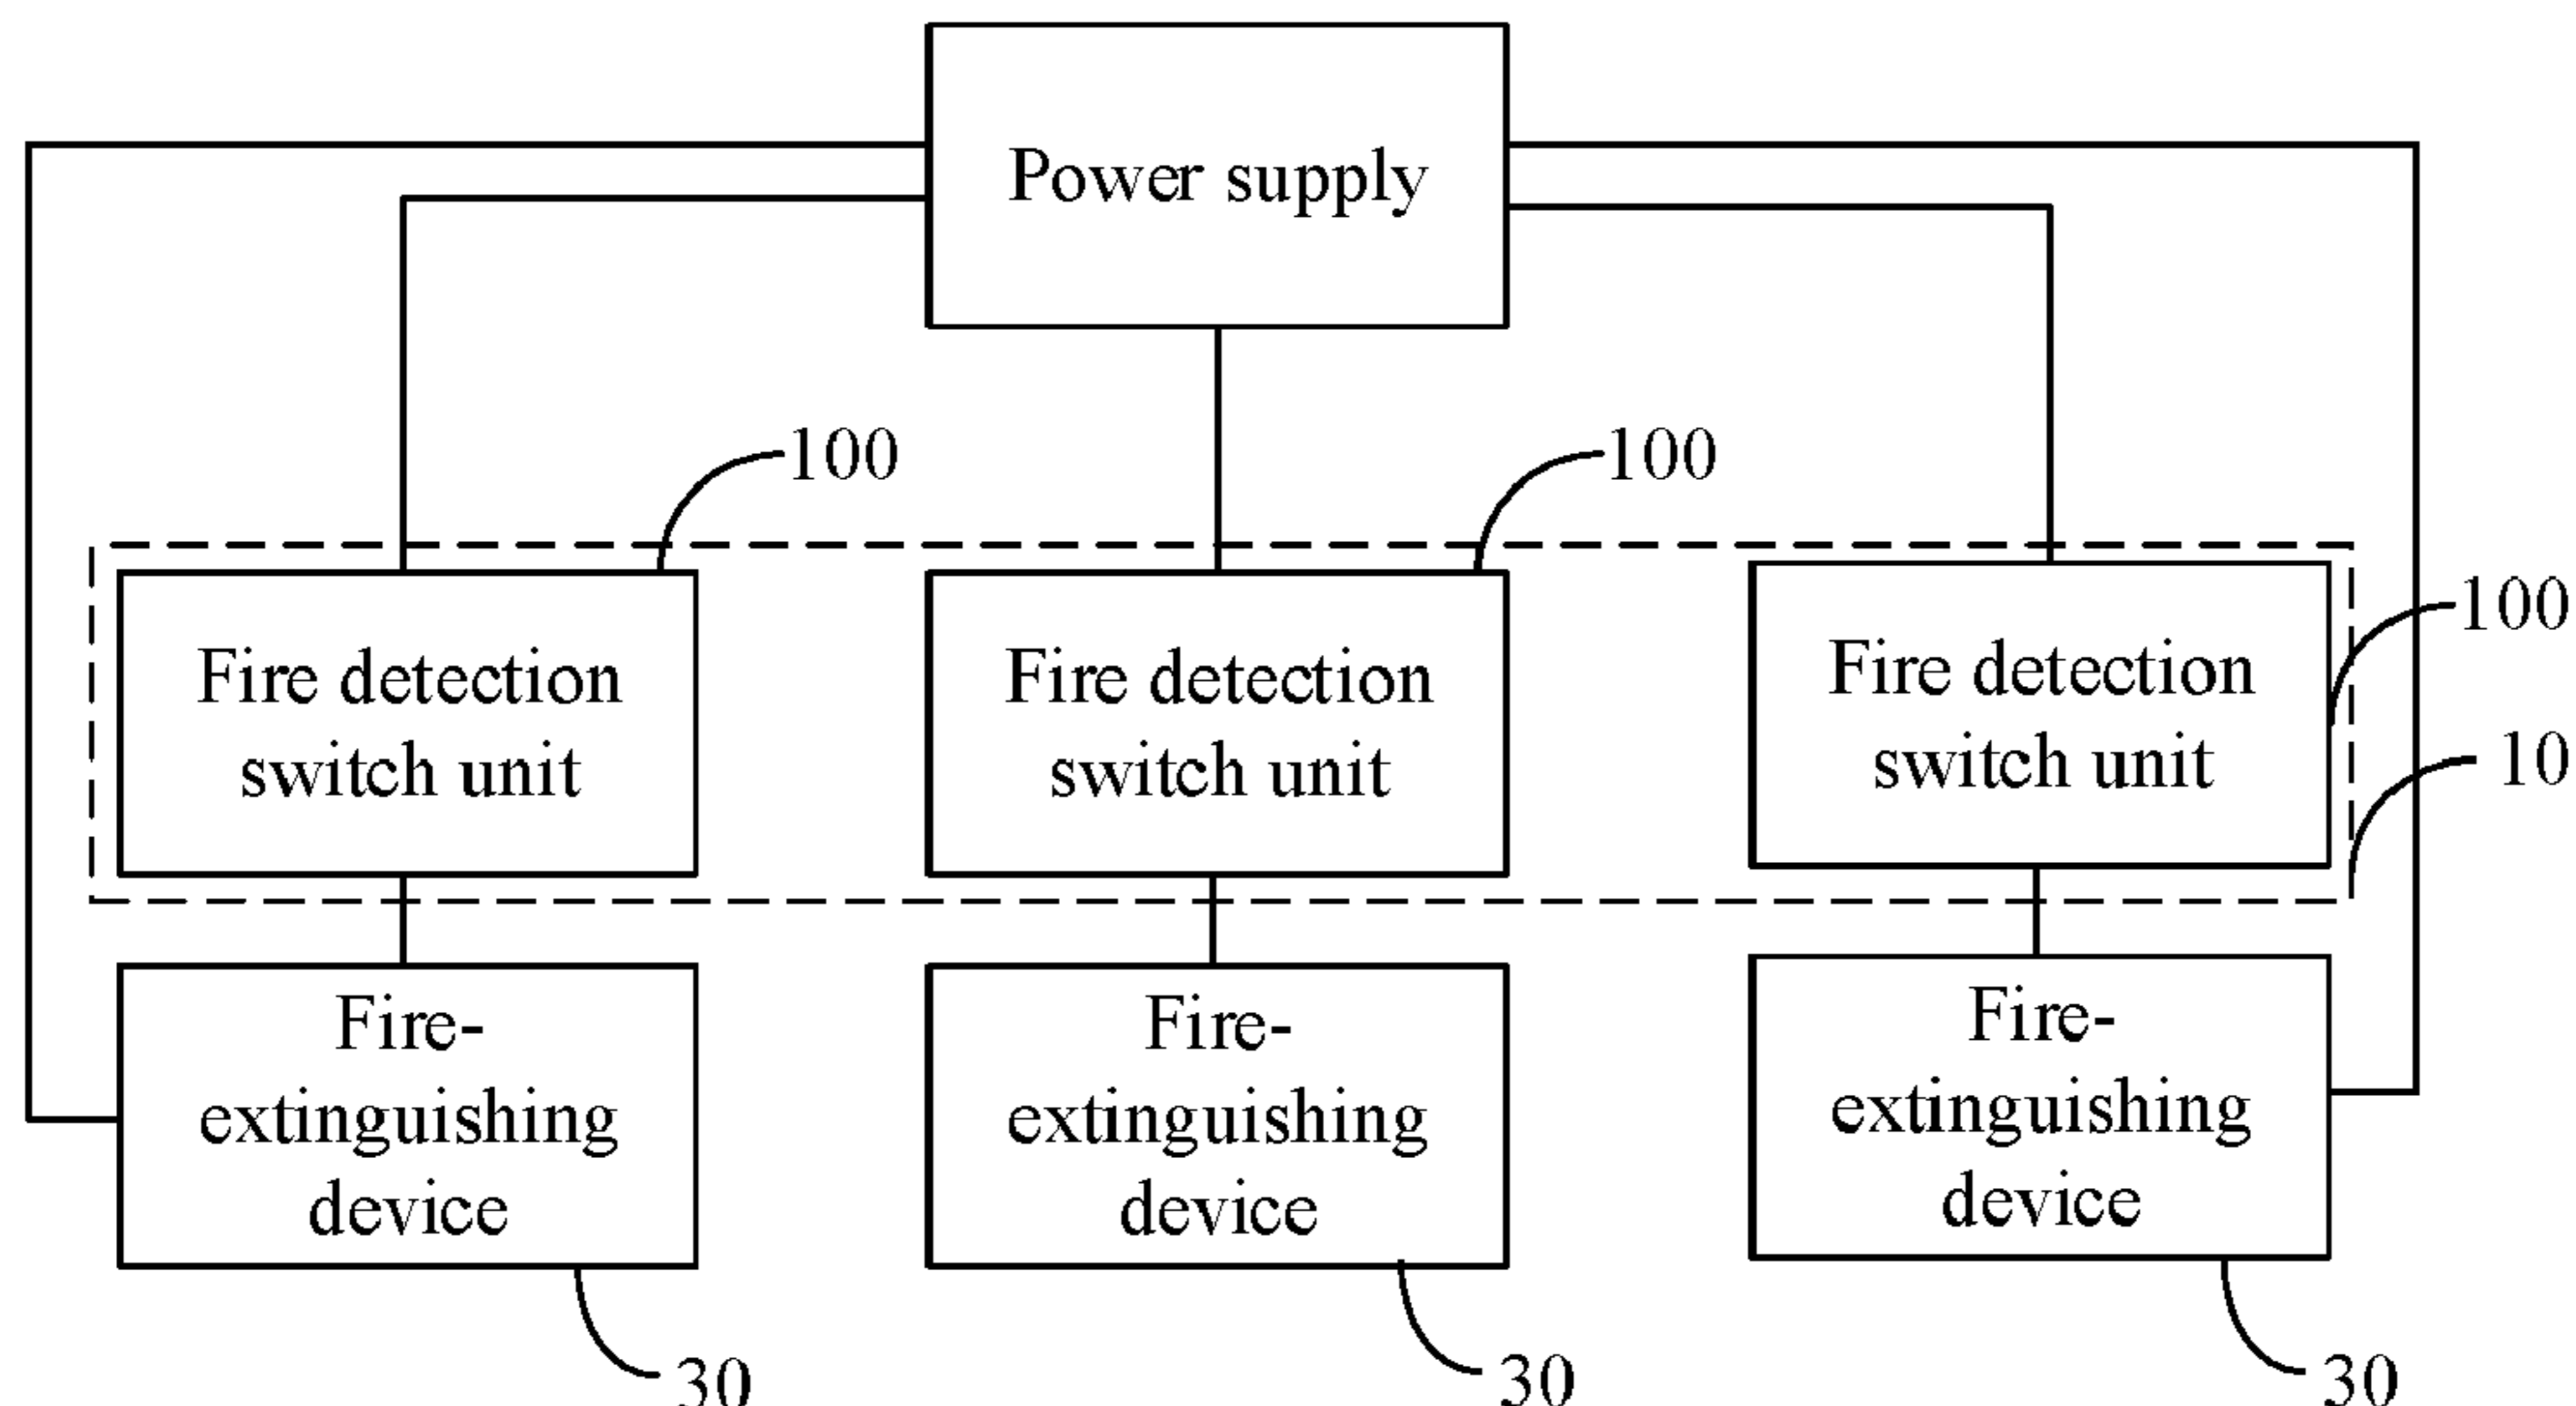 Power supply
100
100
100
Fire detection
switch unit
Fire detection
switch unit
Fire detection
switch unit
10
Fire-
extinguishing
device
Fire-
extinguishing
device
Fire-
extinguishing
device
30
30
30